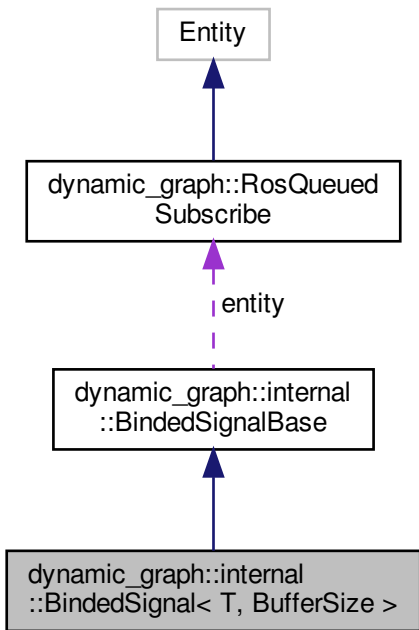 Entity
dynamic_graph::RosQueued
Subscribe
entity
dynamic_graph::internal
::BindedSignalBase
dynamic_graph::internal
::BindedSignal< T, BufferSize >